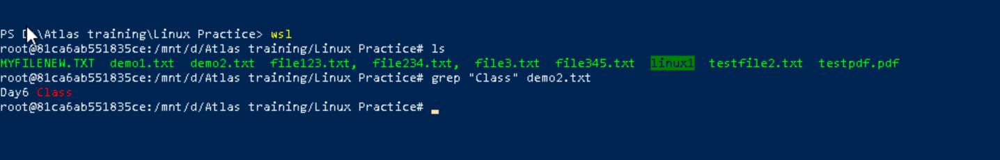 PS D:\Atlas training\Linux Practice> wsl
root@81ca6ab551835ce:/mnt/d/Atlas training/Linux Practice# ls
MYFILENEW.TXT demo1.txt demo2.txt file123.txt, file234.txt, file3.txt file345.txt linux1 testfile2.txt testpdf.pdf
root@81ca6ab551835ce:/mnt/d/Atlas training/Linux Practice# grep "Class" demo2.txt
Day6 Class
root@81ca6ab551835ce:/mnt/d/Atlas training/Linux Practice#